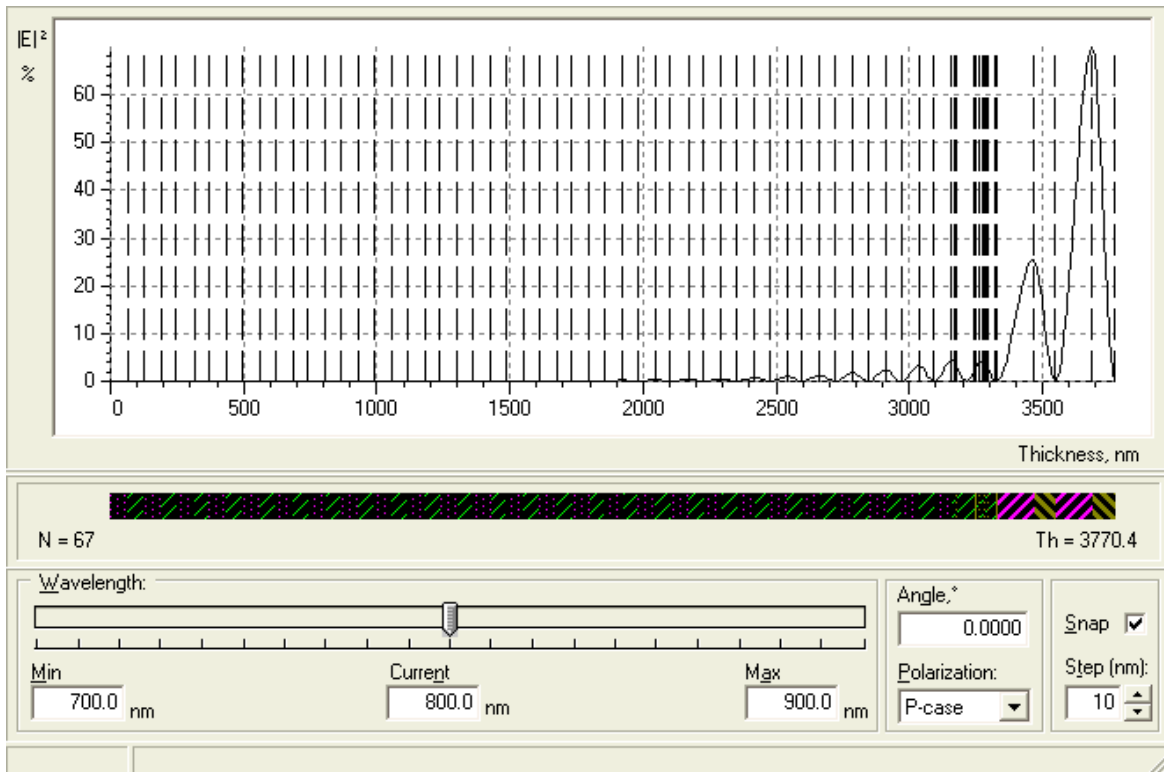 |E|²
%
60
50
40
30
20
10
0
0 500 1000 1500 2000 2500 3000 3500
Thickness, nm
N = 67 Th = 3770.4
Wavelength:
Min Current Max
700.0 nm 800.0 nm 900.0 nm
Angle,°
0.0000
Polarization:
P-case
Snap
Step (nm):
10